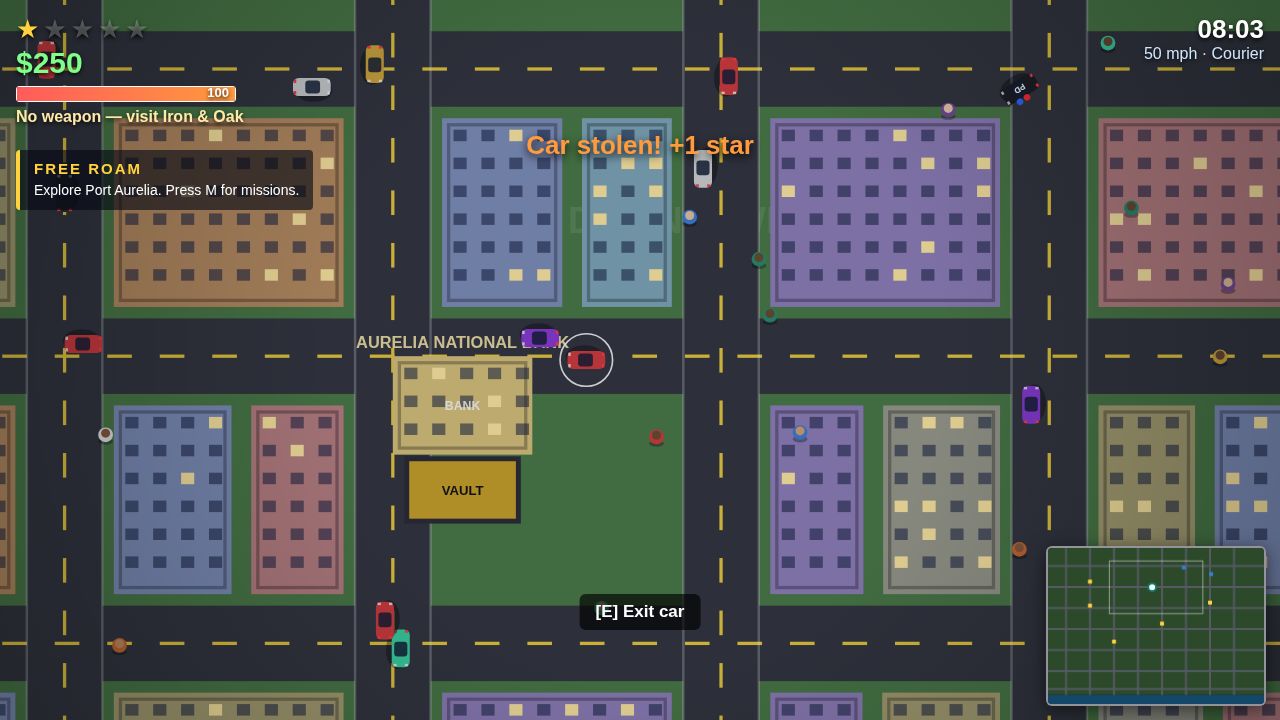 $250
100
No weapon — visit Iron & Oak
FREE ROAM
Explore Port Aurelia. Press M for missions.
08:03
50 mph · Courier
PD
Car stolen! +1 star
AURELIA NATIONAL
BANK
VAULT
[E] Exit car